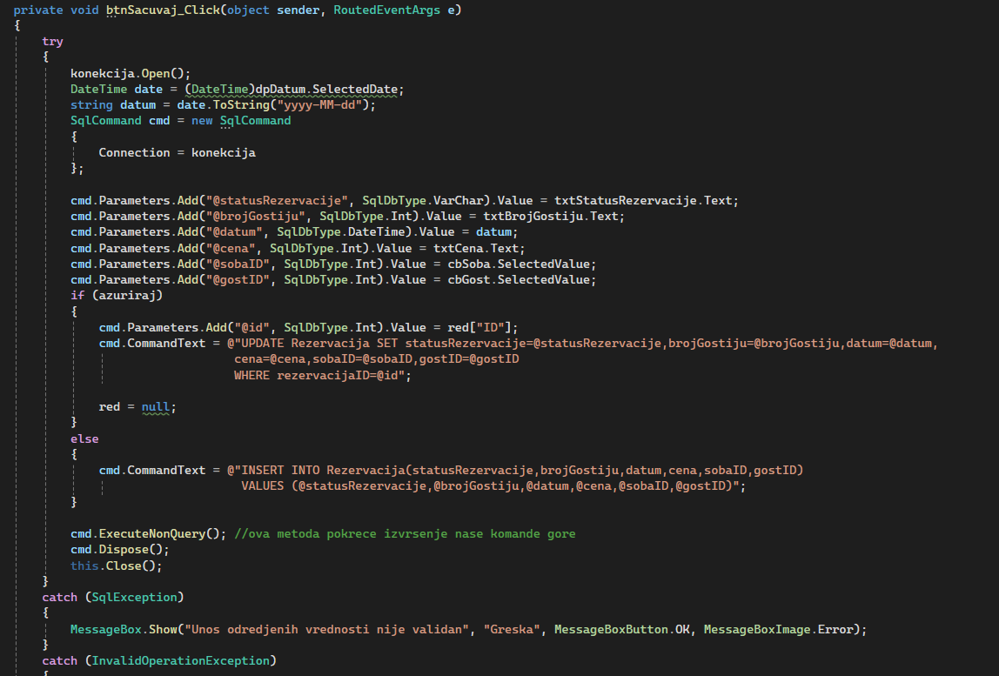 private void btnSacuvaj_Click(object sender, RoutedEventArgs e)
{
    try
    {
        konekcija.Open();
        DateTime date = (DateTime)dpDatum.SelectedDate;
        string datum = date.ToString("yyyy-MM-dd");
        SqlCommand cmd = new SqlCommand
        {
            Connection = konekcija
        };

        cmd.Parameters.Add("@statusRezervacije", SqlDbType.VarChar).Value = txtStatusRezervacije.Text;
        cmd.Parameters.Add("@brojGostiju", SqlDbType.Int).Value = txtBrojGostiju.Text;
        cmd.Parameters.Add("@datum", SqlDbType.DateTime).Value = datum;
        cmd.Parameters.Add("@cena", SqlDbType.Int).Value = txtCena.Text;
        cmd.Parameters.Add("@sobaID", SqlDbType.Int).Value = cbSoba.SelectedValue;
        cmd.Parameters.Add("@gostID", SqlDbType.Int).Value = cbGost.SelectedValue;
        if (azuriraj)
        {
            cmd.Parameters.Add("@id", SqlDbType.Int).Value = red["ID"];
            cmd.CommandText = @"UPDATE Rezervacija SET statusRezervacije=@statusRezervacije,brojGostiju=@brojGostiju,datum=@datum,
                               cena=@cena,sobaID=@sobaID,gostID=@gostID
                               WHERE rezervacijaID=@id";

            red = null;
        }
        else
        {
            cmd.CommandText = @"INSERT INTO Rezervacija(statusRezervacije,brojGostiju,datum,cena,sobaID,gostID)
                                VALUES (@statusRezervacije,@brojGostiju,@datum,@cena,@sobaID,@gostID)";
        }

        cmd.ExecuteNonQuery(); //ova metoda pokrece izvrsenje nase komande gore
        cmd.Dispose();
        this.Close();
    }
    catch (SqlException)
    {
        MessageBox.Show("Unos odredjenih vrednosti nije validan", "Greska", MessageBoxButton.OK, MessageBoxImage.Error);
    }
    catch (InvalidOperationException)
    {